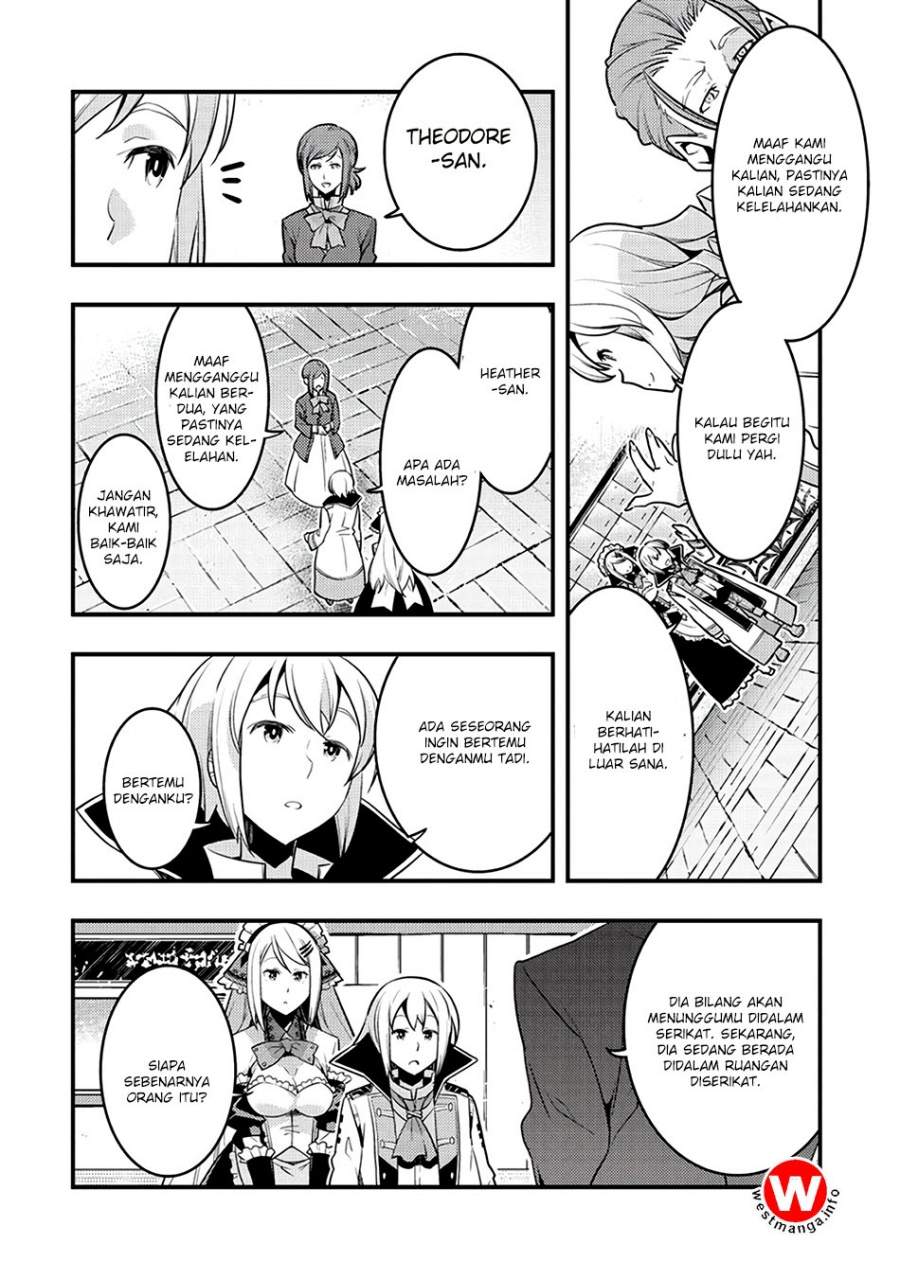 MAAF KAMI
MENGGANGU
KALIAN, PASTINYA
KALIAN SEDANG
KELELAHANKAN.
KALAU BEGITU
KAMI PERGI
DULU YAH.
KALIAN
BERHATI-
HATILAH DI
LUAR SANA.
THEODORE
-SAN.
HEATHER
-SAN.
APA ADA
MASALAH?
MAAF
MENGGANGGU
KALIAN BER-
DUA, YANG
PASTINYA
SEDANG KEL-
ELAHAN.
JANGAN
KHAWATIR,
KAMI
BAIK-BAIK
SAJA.
ADA SESEORANG
INGIN BERTEMU
DENGANMU TADI.
BERTEMU
DENGANKU?
DIA BILANG AKAN
MENUNGGUMU DIDALAM
SERIKAT. SEKARANG,
DIA SEDANG BERADA
DIDALAM RUANGAN
DISERIKAT.
SIAPA
SEBENARNYA
ORANG ITU?
W
westmanga.info